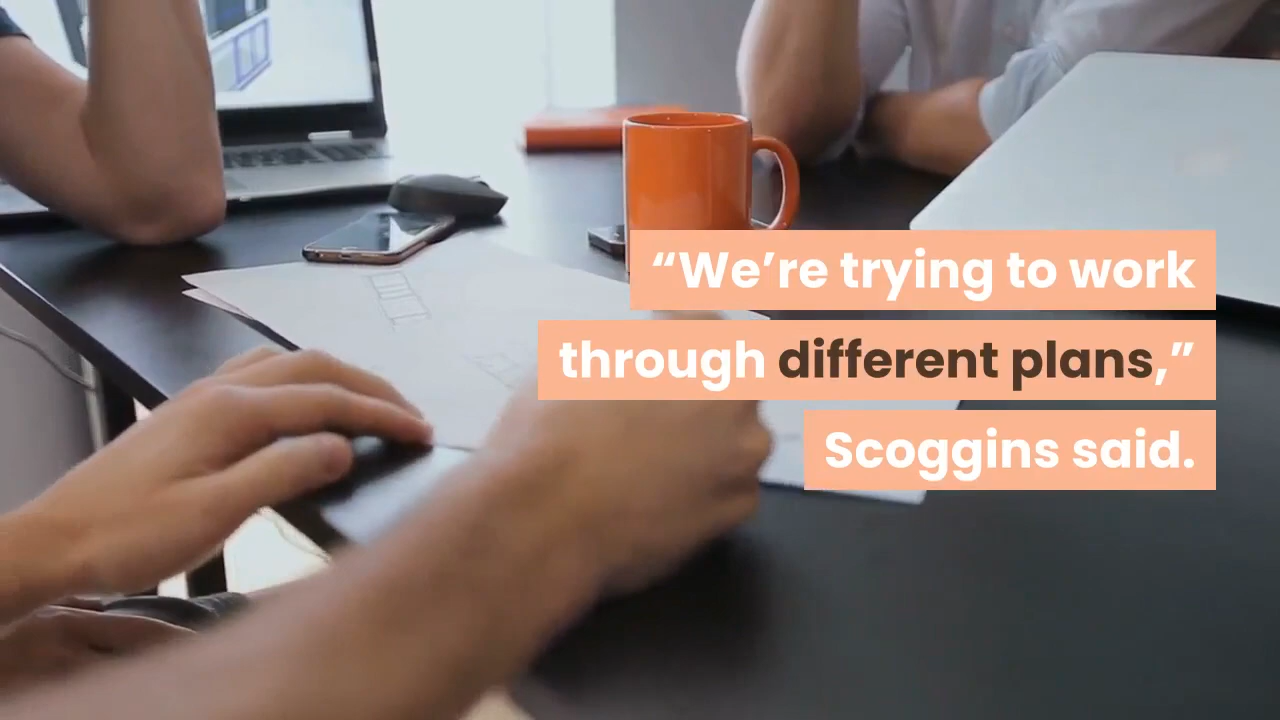 “We’re trying to work
through different plans,”
Scoggins said.